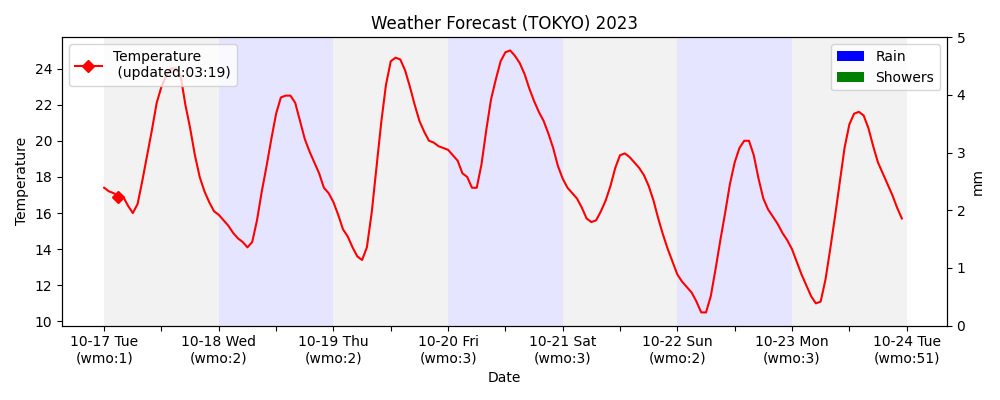 Weather Forecast (TOKYO) 2023
Temperature
(updated:03:19)
Rain
Showers
24
22
20
18
16
14
12
10
Temperature
5
4
3
2
1
0
mm
10-17 Tue
(wmo:1)
10-18 Wed
(wmo:2)
10-19 Thu
(wmo:2)
10-20 Fri
(wmo:3)
10-21 Sat
(wmo:3)
10-22 Sun
(wmo:2)
10-23 Mon
(wmo:3)
10-24 Tue
(wmo:51)
Date